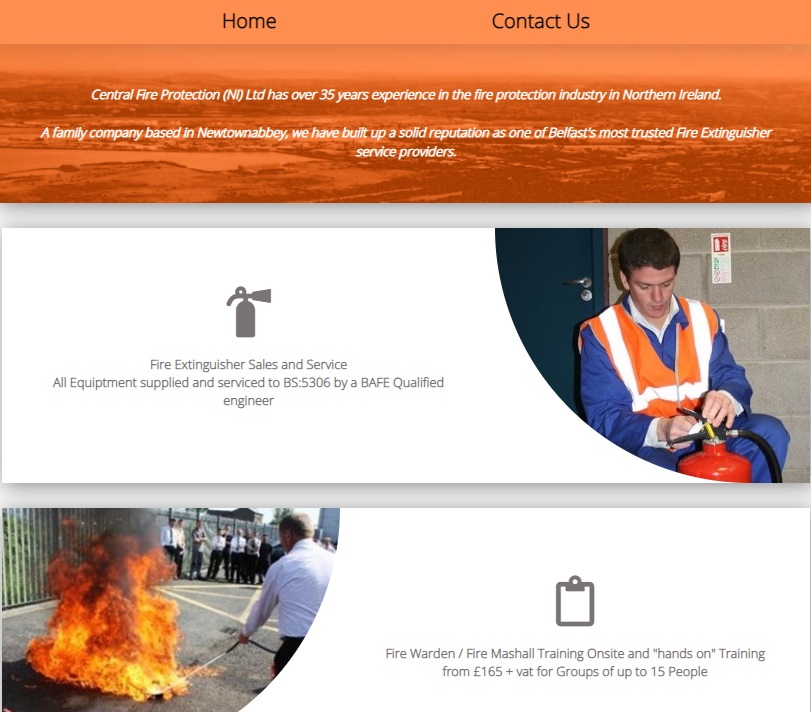 Home Contact Us
Central Fire Protection (NI) Ltd has over 35 years experience in the fire protection industry in Northern Ireland.
A family company based in Newtownabbey, we have built up a solid reputation as one of Belfast's most trusted Fire Extinguisher
service providers.
Fire Extinguisher Sales and Service
All Equiptment supplied and serviced to BS:5306 by a BAFE Qualified
engineer
Fire Warden / Fire Mashall Training Onsite and "hands on" Training
from £165 + vat for Groups of up to 15 People